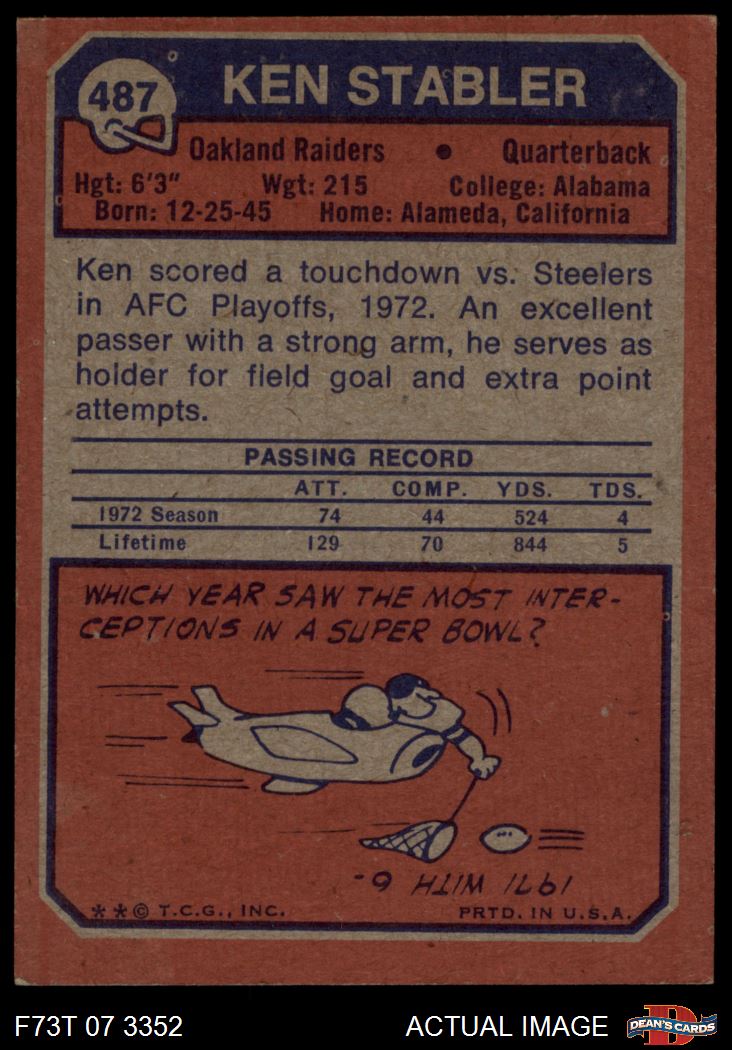 487
KEN STABLER
Oakland Raiders • Quarterback
Hgt: 6'3" Wgt: 215 College: Alabama
Born: 12-25-45 Home: Alameda, California
Ken scored a touchdown vs. Steelers
in AFC Playoffs, 1972. An excellent
passer with a strong arm, he serves as
holder for field goal and extra point
attempts.
PASSING RECORD
ATT. COMP. YDS. TDS.
1972 Season 74 44 524 4
Lifetime 129 70 844 5
WHICH YEAR SAW THE MOST INTER-
CEPTIONS IN A SUPER BOWL?
1971 WITH 6-
**© T.C.G., INC. PRTD. IN U.S.A.
F73T 07 3352 ACTUAL IMAGE
D
DEAN'S CARDS